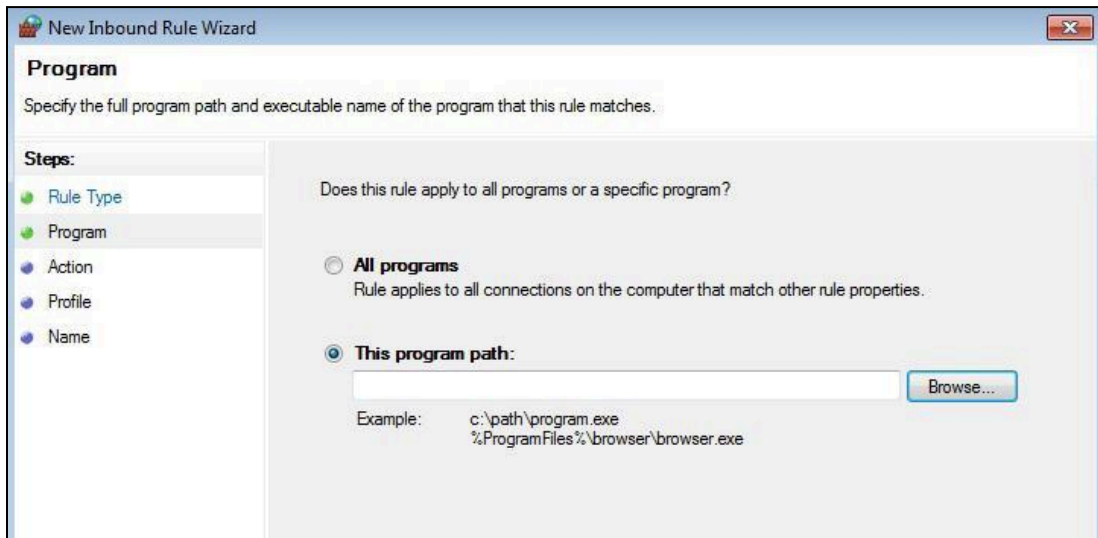 New Inbound Rule Wizard
Program
Specify the full program path and executable name of the program that this rule matches.
Steps:
Rule Type
Program
Action
Profile
Name
Does this rule apply to all programs or a specific program?
All programs
Rule applies to all connections on the computer that match other rule properties.
This program path:
Browse...
Example: c:\path\program.exe
%ProgramFiles%\browser\browser.exe